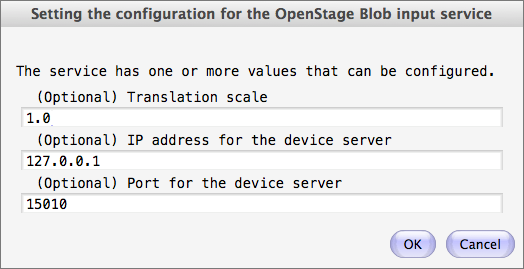 Setting the configuration for the OpenStage Blob input service
The service has one or more values that can be configured.
(Optional) Translation scale
1.0
(Optional) IP address for the device server
127.0.0.1
(Optional) Port for the device server
15010
OK Cancel